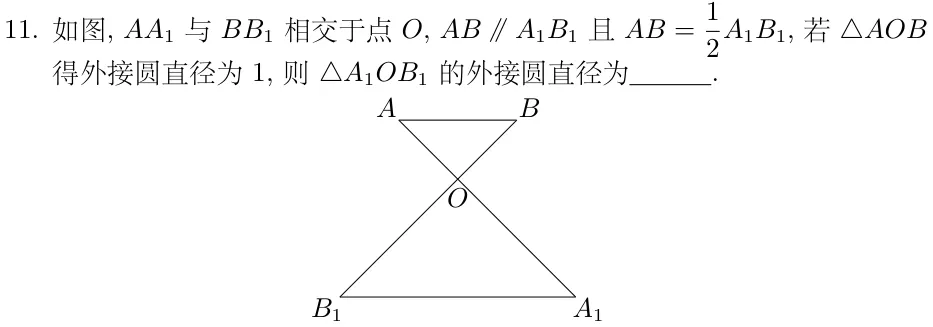 11. 如图, AA₁ 与 BB₁ 相交于点 O, AB ∥ A₁B₁ 且 AB = 1/2 A₁B₁, 若 △AOB
得外接圆直径为 1, 则 △A₁OB₁ 的外接圆直径为______.
A B
O
B₁ A₁